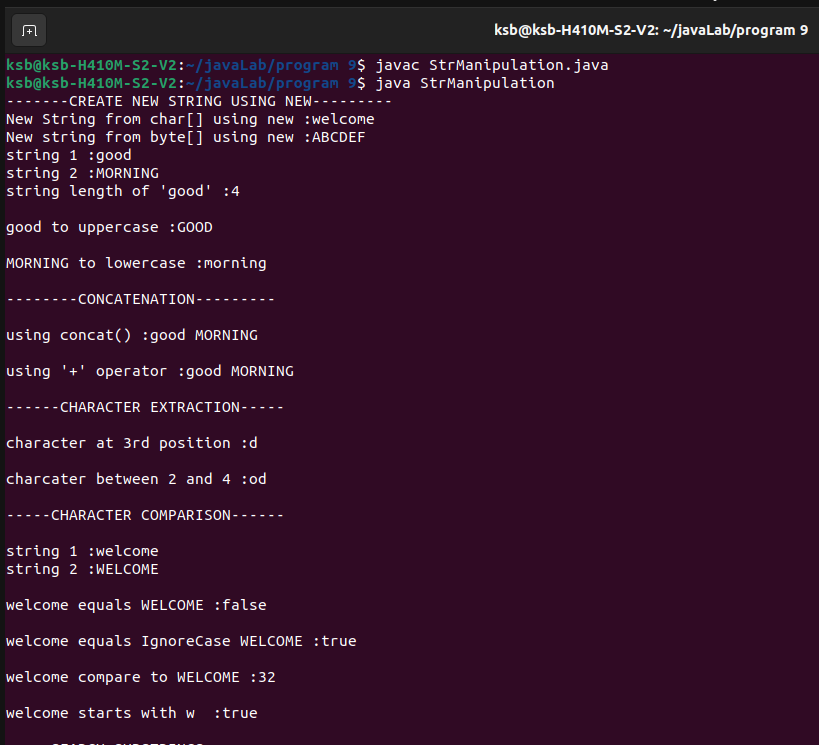 ksb@ksb-H410M-S2-V2: ~/javaLab/program 9
ksb@ksb-H410M-S2-V2:~/javaLab/program 9$ javac StrManipulation.java
ksb@ksb-H410M-S2-V2:~/javaLab/program 9$ java StrManipulation
-------CREATE NEW STRING USING NEW---------
New String from char[] using new :welcome
New string from byte[] using new :ABCDEF
string 1 :good
string 2 :MORNING
string length of 'good' :4
good to uppercase :GOOD
MORNING to lowercase :morning
--------CONCATENATION---------
using concat() :good MORNING
using '+' operator :good MORNING
------CHARACTER EXTRACTION-----
character at 3rd position :d
charcater between 2 and 4 :od
-----CHARACTER COMPARISON------
string 1 :welcome
string 2 :WELCOME
welcome equals WELCOME :false
welcome equals IgnoreCase WELCOME :true
welcome compare to WELCOME :32
welcome starts with w  :true